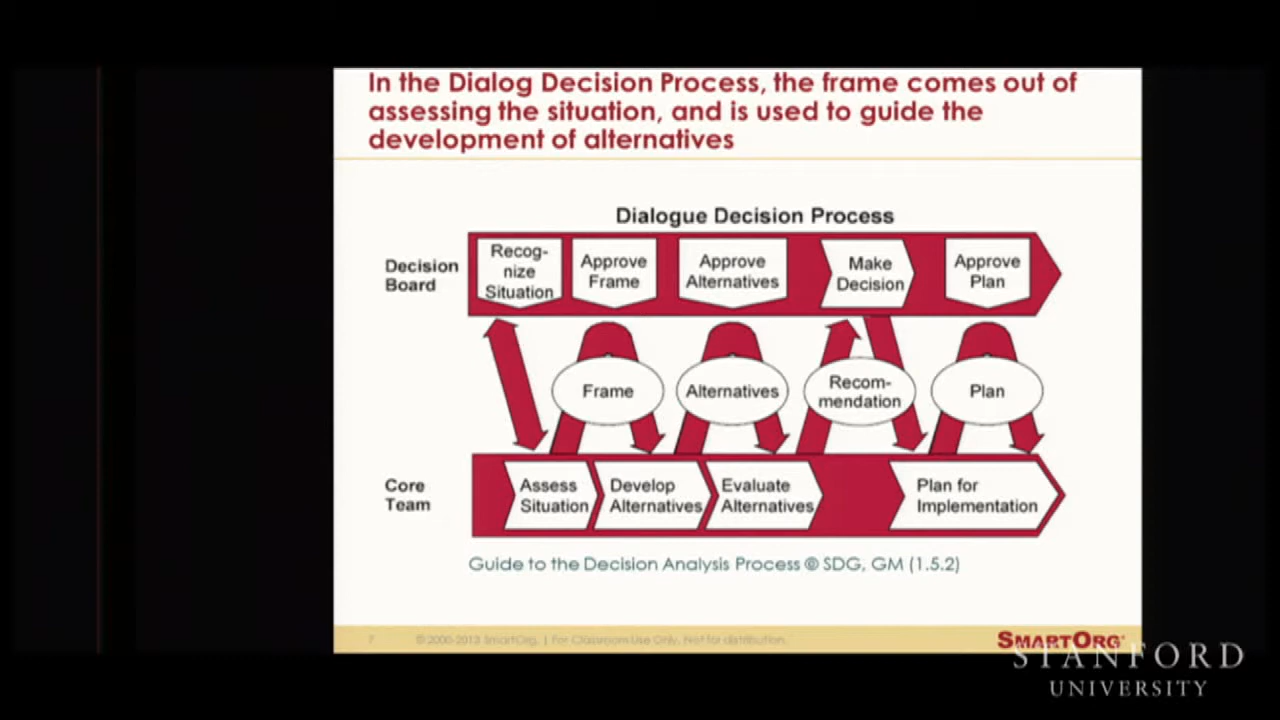 In the Dialog Decision Process, the frame comes out of
assessing the situation, and is used to guide the
development of alternatives
Dialogue Decision Process
Decision
Board
Recog-
nize
Situation
Approve
Frame
Approve
Alternatives
Make
Decision
Approve
Plan
Frame
Alternatives
Recom-
mendation
Plan
Core
Team
Assess
Situation
Develop
Alternatives
Evaluate
Alternatives
Plan for
Implementation
Guide to the Decision Analysis Process @ SDG, GM (1.5.2)
7
© 2000-2013 SmartOrg. | For Classroom Use Only. Not for distribution.
SMARTORG
STANFORD
UNIVERSITY